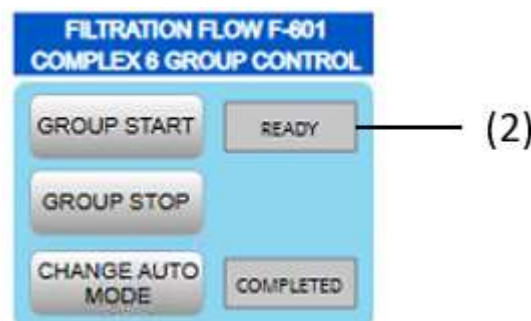 FILTRATION FLOW F-601
COMPLEX 6 GROUP CONTROL
GROUP START
READY
(2)
GROUP STOP
CHANGE AUTO
MODE
COMPLETED